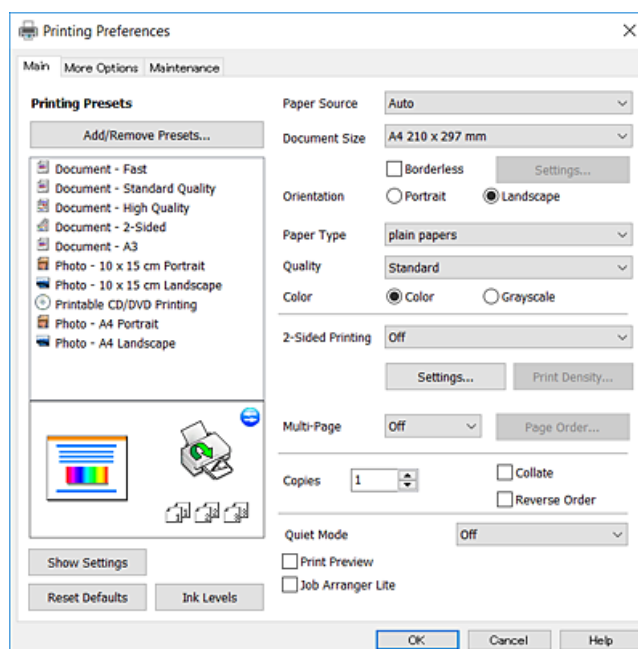 Printing Preferences
Main More Options Maintenance
Printing Presets
Add/Remove Presets...
Document - Fast
Document - Standard Quality
Document - High Quality
Document - 2-Sided
Document - A3
Photo - 10 x 15 cm Portrait
Photo - 10 x 15 cm Landscape
Printable CD/DVD Printing
Photo - A4 Portrait
Photo - A4 Landscape
Show Settings
Reset Defaults Ink Levels
Paper Source Auto
Document Size A4 210 x 297 mm
Borderless Settings...
Orientation Portrait Landscape
Paper Type plain papers
Quality Standard
Color Color Grayscale
2-Sided Printing Off
Settings... Print Density...
Multi-Page Off Page Order...
Copies 1 Collate
Reverse Order
Quiet Mode Off
Print Preview
Job Arranger Lite
OK Cancel Help